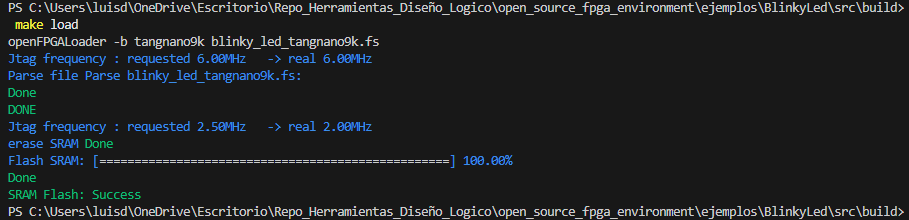 PS C:\Users\luisd\OneDrive\Escritorio\Repo_Herramientas_Diseño_Logico\open_source_fpga_environment\ejemplos\BlinkyLed\src\build>
make load
openFPGALoader -b tangnano9k blinky_led_tangnano9k.fs
Jtag frequency : requested 6.00MHz   -> real 6.00MHz
Parse file Parse blinky_led_tangnano9k.fs:
Done
DONE
Jtag frequency : requested 2.50MHz   -> real 2.00MHz
erase SRAM Done
Flash SRAM: [==================================================] 100.00%
Done
SRAM Flash: Success
PS C:\Users\luisd\OneDrive\Escritorio\Repo_Herramientas_Diseño_Logico\open_source_fpga_environment\ejemplos\BlinkyLed\src\build>